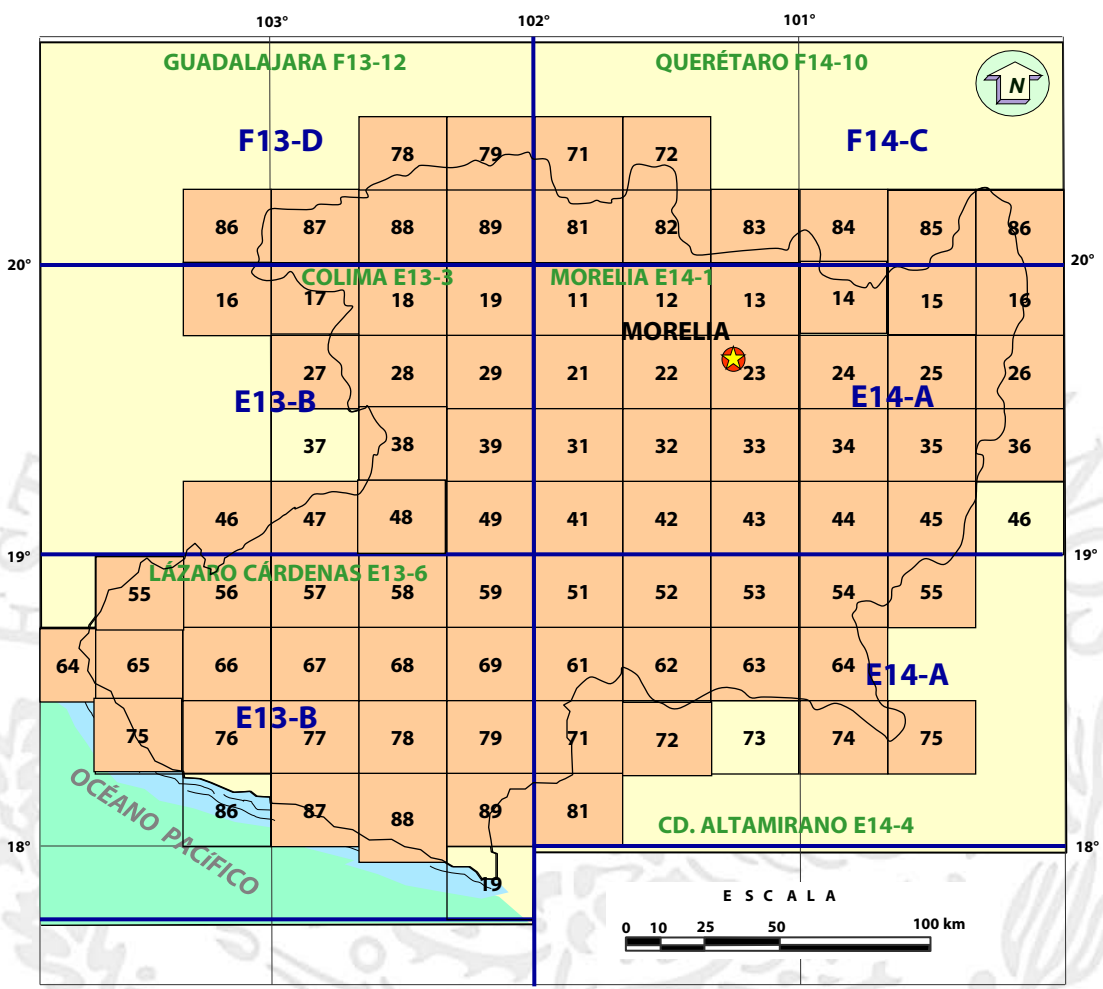 103° 102° 101°
GUADALAJARA F13-12 QUERÉTARO F14-10
N
F13-D F14-C
78 79 71 72
86 87 88 89 81 82 83 84 85 86
20° 20°
COLIMA E13-3 MORELIA E14-1
16 17 18 19 11 12 13 14 15 16
MORELIA
27 28 29 21 22 23 24 25 26
E13-B E14-A
37 38 39 31 32 33 34 35 36
46 47 48 49 41 42 43 44 45 46
19° 19°
LÁZARO CÁRDENAS E13-6
55 56 57 58 59 51 52 53 54 55
64 65 66 67 68 69 61 62 63 64
E14-A
E13-B
75 76 77 78 79 71 72 73 74 75
OCÉANO PACíFICO
86 87 88 89 81
CD. ALTAMIRANO E14-4
18° 18°
19
E S C A L A
0 10 25 50 100 km